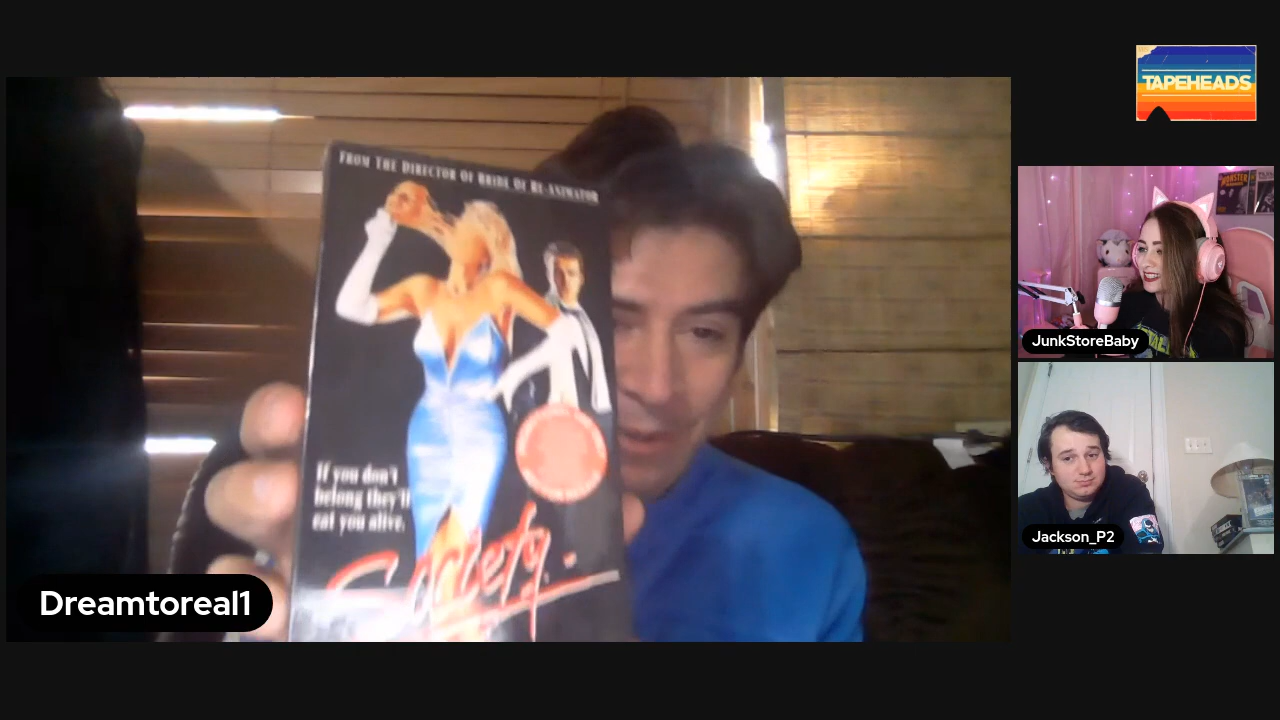 TAPEHEADS
FROM THE DIRECTOR OF BRIDE OF RE-ANIMATOR
If you don't
belong they'll
eat you alive.
Society
MONSTER
JunkStoreBaby
Jackson_P2
Dreamtoreal1